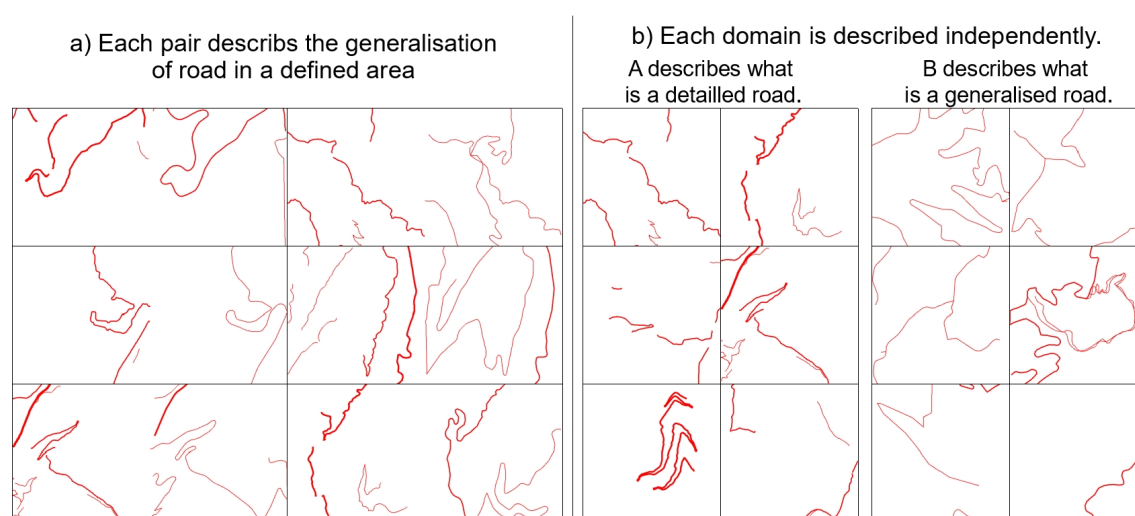 a) Each pair describs the generalisation
of road in a defined area
b) Each domain is described independently.
A describes what
is a detailled road.
B describes what
is a generalised road.